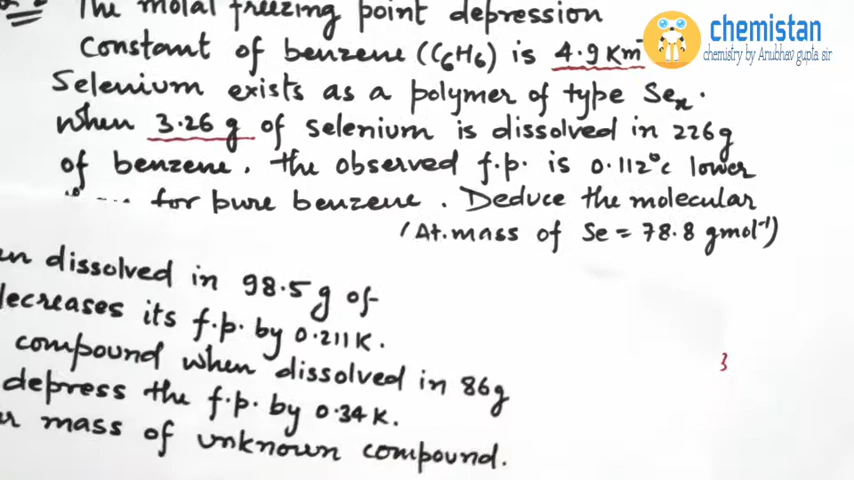 The molal freezing point depression
constant of benzene (C6H6) is 4.9 Km
Selenium exists as a polymer of type Sex.
when 3.26 g of selenium is dissolved in 226g
of benzene. the observed f.p. is 0.112°c lower
for pure benzene. Deduce the molecular
(At. mass of Se = 78.8 gmol-1)
dissolved in 98.5g of
decreases its f.p. by 0.211K.
compound when dissolved in 86g
depress the f.p. by 0.34K.
mass of unknown compound.
3
chemistan
chemistry by Anubhav gupta sir